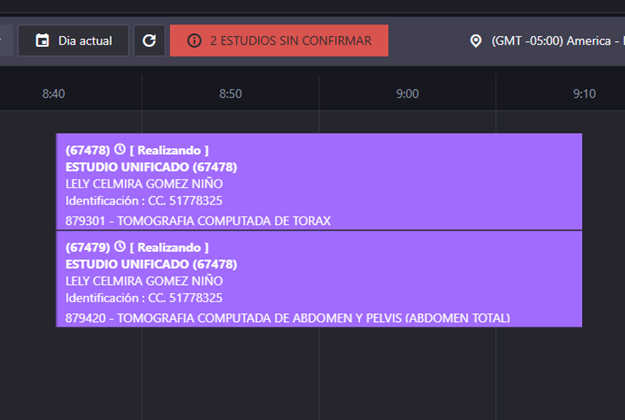 Dia actual
2 ESTUDIOS SIN CONFIRMAR
(GMT -05:00) America -
8:40
8:50
9:00
9:10
(67478) [ Realizando ]
ESTUDIO UNIFICADO (67478)
LELY CELMIRA GOMEZ NIÑO
Identificación : CC. 51778325
879301 - TOMOGRAFIA COMPUTADA DE TORAX
(67479) [ Realizando ]
ESTUDIO UNIFICADO (67478)
LELY CELMIRA GOMEZ NIÑO
Identificación : CC. 51778325
879420 - TOMOGRAFIA COMPUTADA DE ABDOMEN Y PELVIS (ABDOMEN TOTAL)